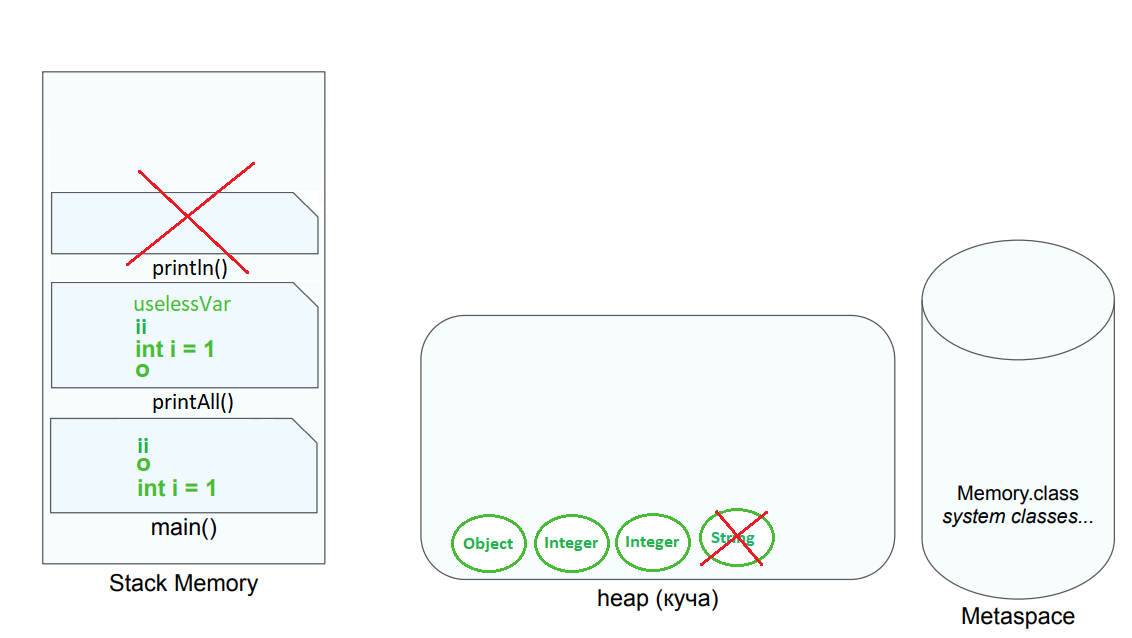 println()
uselessVar
ii
int i = 1
o
printAll()
ii
o
int i = 1
main()
Stack Memory
Object
Integer
Integer
String
heap (куча)
Memory.class
system classes...
Metaspace